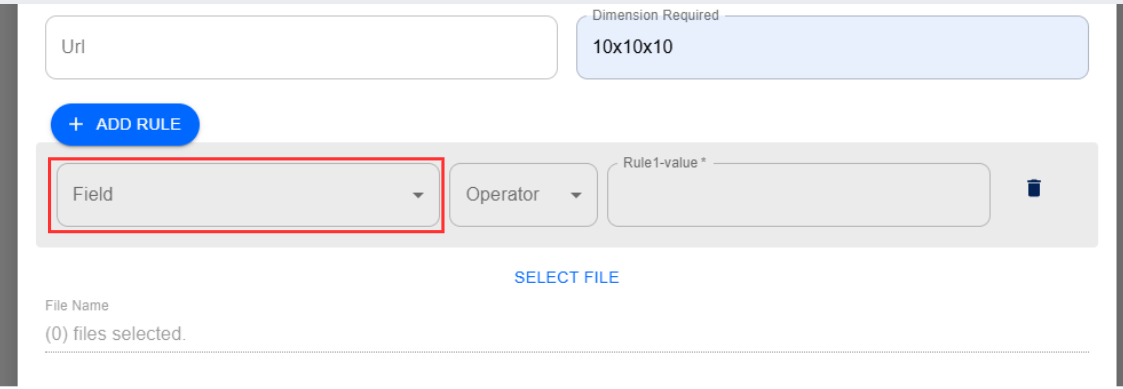 Url
Dimension Required
10x10x10
+ ADD RULE
Field
Operator
Rule1-value *
SELECT FILE
File Name
(0) files selected.